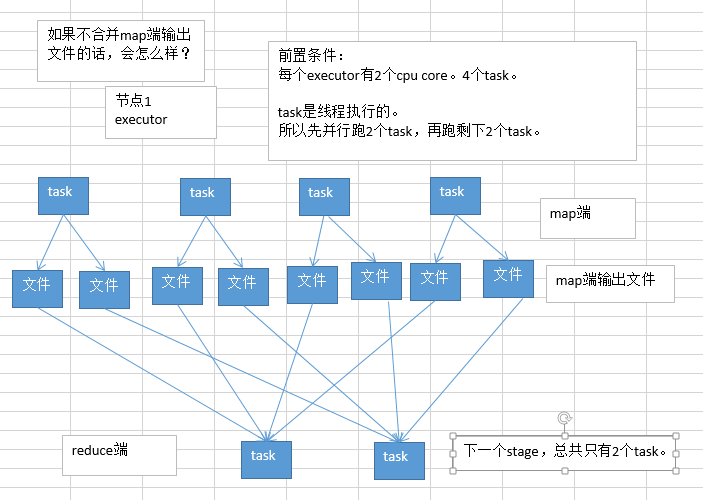 如果不合并map端输出
文件的话，会怎么样？
前置条件：
每个executor有2个cpu core。4个task。
task是线程执行的。
所以先并行跑2个task，再跑剩下2个task。
节点1
executor
task
task
task
task
map端
文件
文件
文件
文件
文件
文件
文件
文件
map端输出文件
reduce端
task
task
下一个stage，总共只有2个task。